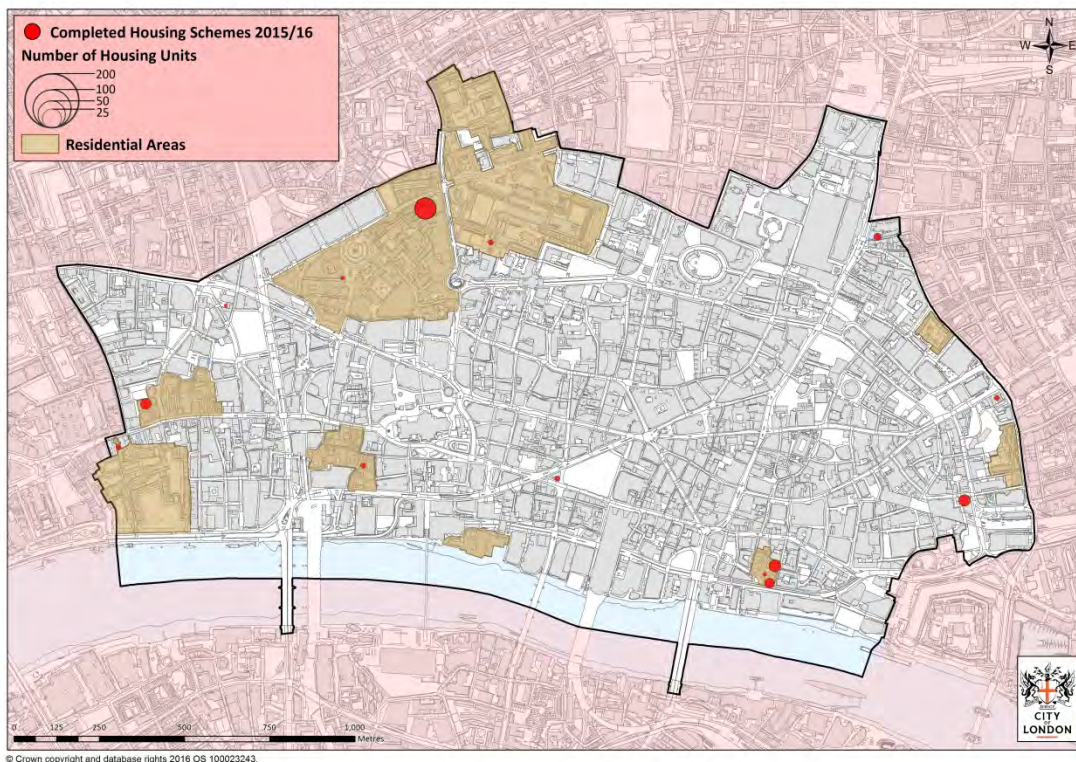 Completed Housing Schemes 2015/16
Number of Housing Units
200
100
50
25
Residential Areas
N
W E
S
0 125 250 500 750 1,000
Metres
CITY
OF
LONDON
© Crown copyright and database rights 2016 OS 100023243.